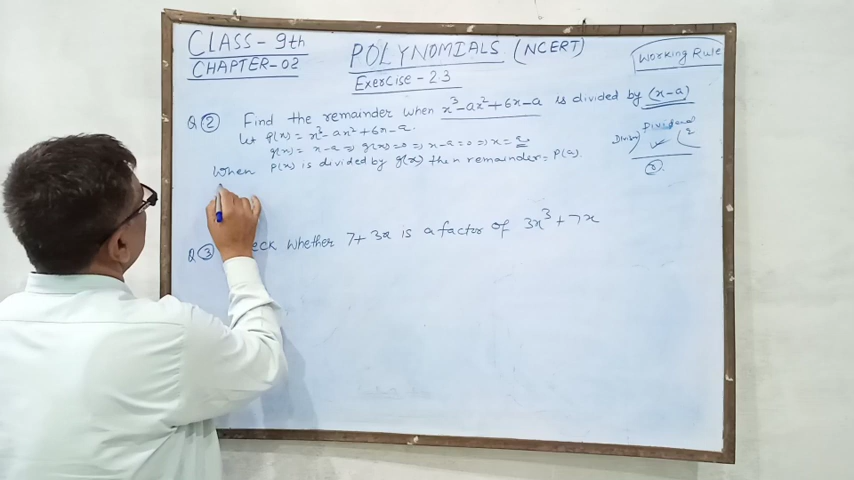 CLASS - 9th
CHAPTER-02
POLYNOMIALS (NCERT)
Exercise - 2.3
Working Rule
Q② Find the remainder when x³-ax²+6x-a is divided by (x-a)
Let p(x) = x³-ax²+6x-a.
g(x) = x-a ⇒ g(x)=0 ⇒ x-a=0 ⇒ x=a
When p(x) is divided by g(x) then remainder = p(a).
Dividend
Q③ eck whether 7+3x is a factor of 3x³+7x